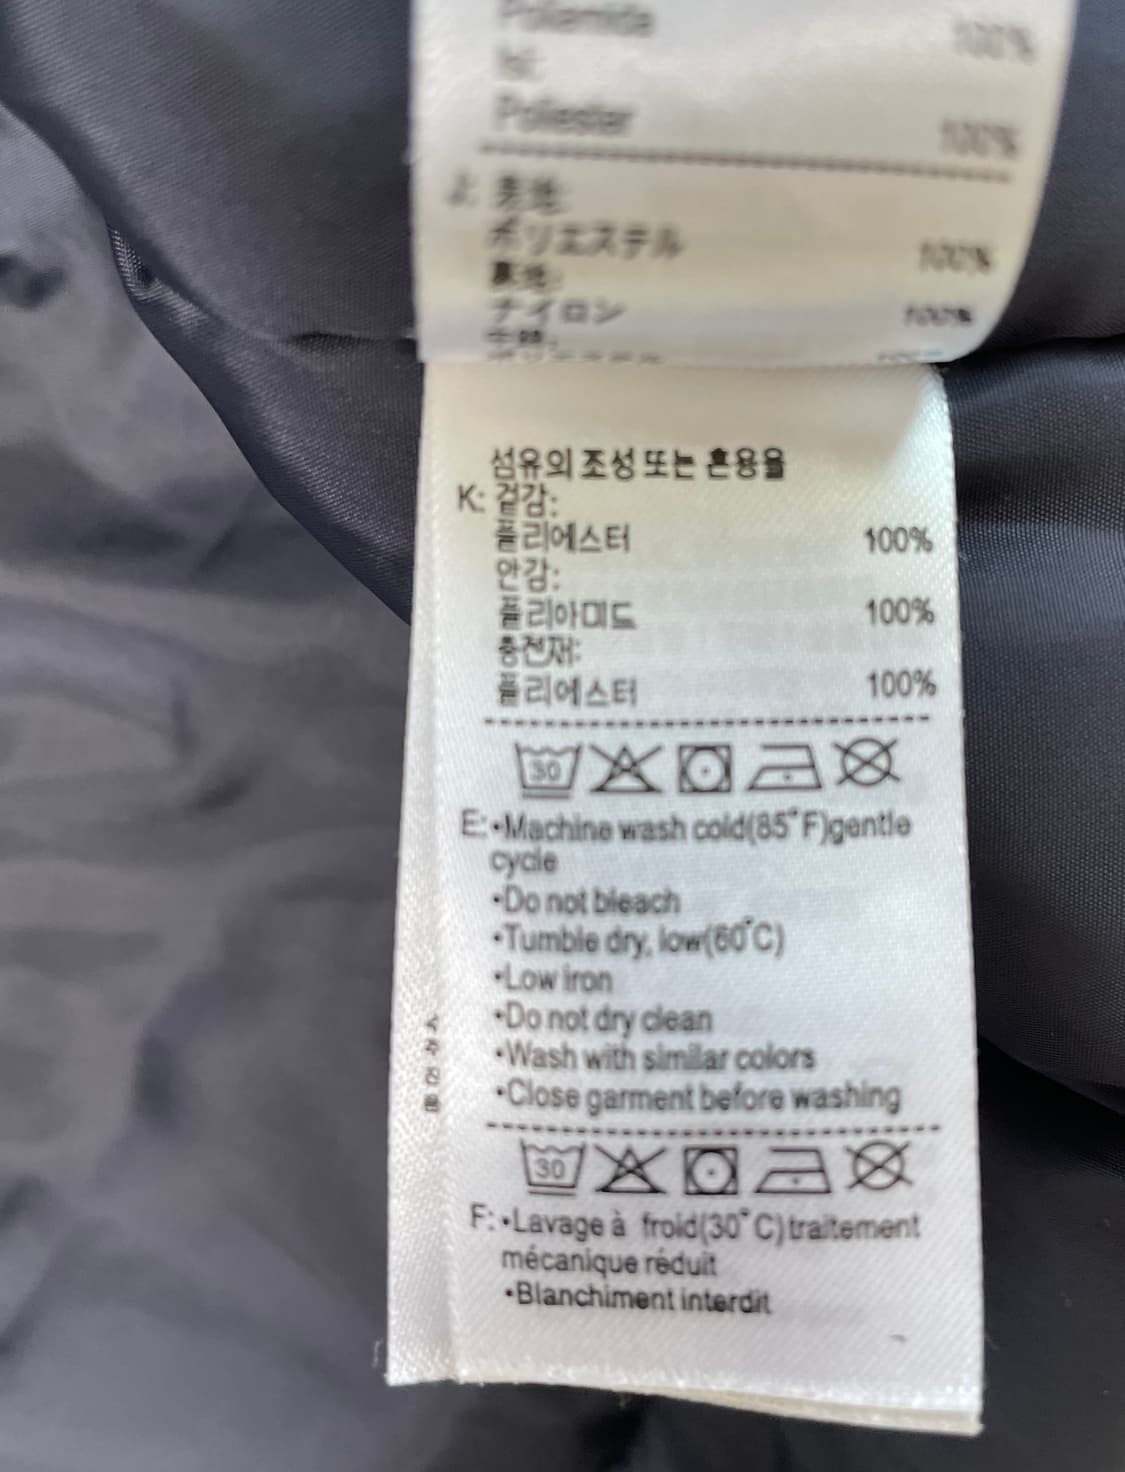 Poliamida 100%
Poliester 100%
J: 表地:
ポリエステル 100%
裏地:
ナイロン 100%
섬유의 조성 또는 혼용율
K: 겉감:
폴리에스터 100%
안감:
폴리아미드 100%
충전재:
폴리에스터 100%
30
E: •Machine wash cold(85°F)gentle
cycle
•Do not bleach
•Tumble dry, low(60°C)
•Low iron
•Do not dry clean
•Wash with similar colors
•Close garment before washing
30
F: •Lavage à froid(30°C)traitement
mécanique réduit
•Blanchiment interdit